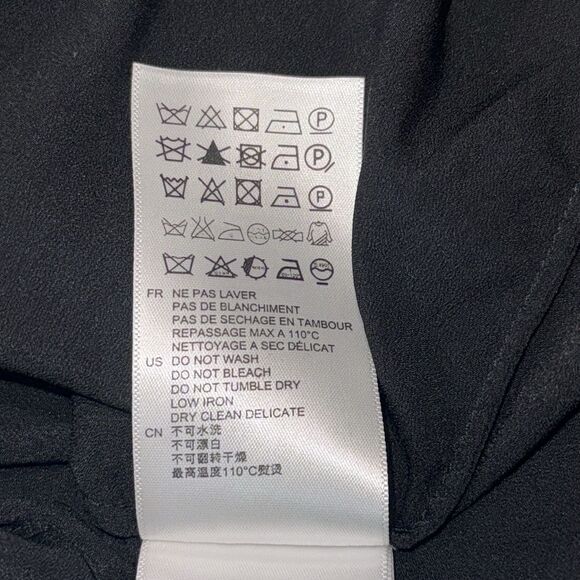 P
P
P
FR NE PAS LAVER
PAS DE BLANCHIMENT
PAS DE SECHAGE EN TAMBOUR
REPASSAGE MAX A 110°C
NETTOYAGE A SEC DÉLICAT
US DO NOT WASH
DO NOT BLEACH
DO NOT TUMBLE DRY
LOW IRON
DRY CLEAN DELICATE
CN 不可水洗
不可漂白
不可翻转干燥
最高温度110°C熨烫